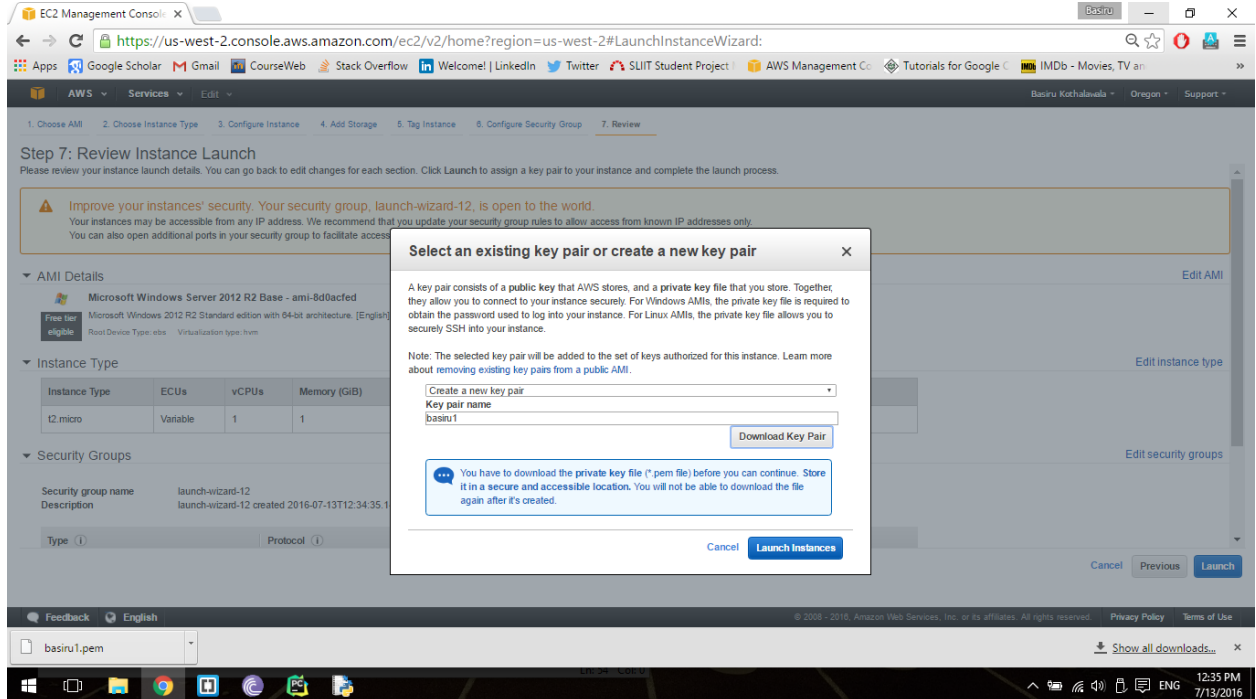 EC2 Management Console
Basiru
https://us-west-2.console.aws.amazon.com/ec2/v2/home?region=us-west-2#LaunchInstanceWizard:
Apps Google Scholar Gmail CourseWeb Stack Overflow Welcome! | LinkedIn Twitter SLIIT Student Project AWS Management Co Tutorials for Google C IMDb - Movies, TV an »
AWS Services Edit Basiru Kothalawala Oregon Support
1. Choose AMI 2. Choose Instance Type 3. Configure Instance 4. Add Storage 5. Tag Instance 6. Configure Security Group 7. Review
Step 7: Review Instance Launch
Please review your instance launch details. You can go back to edit changes for each section. Click Launch to assign a key pair to your instance and complete the launch process.
Improve your instances' security. Your security group, launch-wizard-12, is open to the world.
Your instances may be accessible from any IP address. We recommend that you update your security group rules to allow access from known IP addresses only.
You can also open additional ports in your security group to facilitate access
Select an existing key pair or create a new key pair
A key pair consists of a public key that AWS stores, and a private key file that you store. Together,
they allow you to connect to your instance securely. For Windows AMIs, the private key file is required to
obtain the password used to log into your instance. For Linux AMIs, the private key file allows you to
securely SSH into your instance.
Note: The selected key pair will be added to the set of keys authorized for this instance. Learn more
about removing existing key pairs from a public AMI.
Create a new key pair
Key pair name
basiru1
Download Key Pair
You have to download the private key file (*.pem file) before you can continue. Store
it in a secure and accessible location. You will not be able to download the file
again after it's created.
Cancel Launch Instances
AMI Details Edit AMI
Microsoft Windows Server 2012 R2 Base - ami-8d0acfed
Free tier
eligible
Microsoft Windows 2012 R2 Standard edition with 64-bit architecture. [English]
Root Device Type: ebs Virtualization type: hvm
Instance Type Edit instance type
Instance Type ECUs vCPUs Memory (GiB)
t2.micro Variable 1 1
Security Groups Edit security groups
Security group name launch-wizard-12
Description launch-wizard-12 created 2016-07-13T12:34:35.1
Type Protocol
Cancel Previous Launch
Feedback English © 2008 - 2016, Amazon Web Services, Inc. or its affiliates. All rights reserved. Privacy Policy Terms of Use
basiru1.pem Show all downloads...
ENG 12:35 PM
7/13/2016